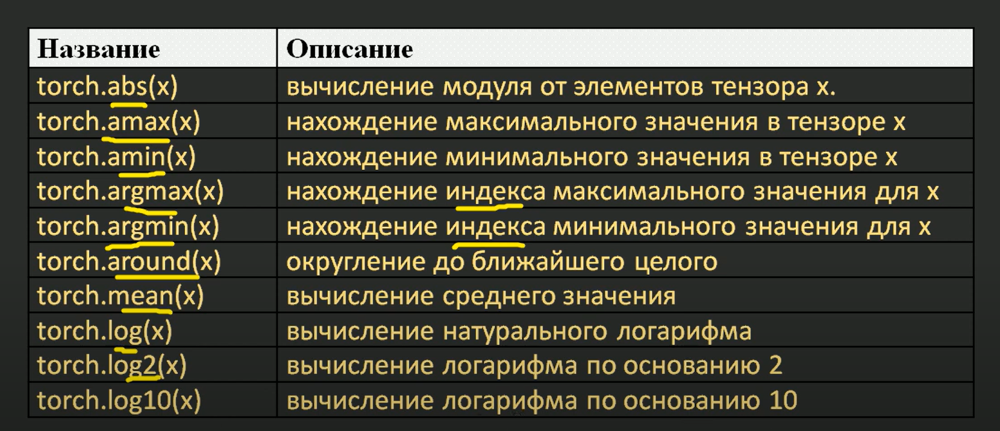 Название Описание
torch.abs(x) вычисление модуля от элементов тензора x.
torch.amax(x) нахождение максимального значения в тензоре x
torch.amin(x) нахождение минимального значения в тензоре x
torch.argmax(x) нахождение индекса максимального значения для x
torch.argmin(x) нахождение индекса минимального значения для x
torch.around(x) округление до ближайшего целого
torch.mean(x) вычисление среднего значения
torch.log(x) вычисление натурального логарифма
torch.log2(x) вычисление логарифма по основанию 2
torch.log10(x) вычисление логарифма по основанию 10